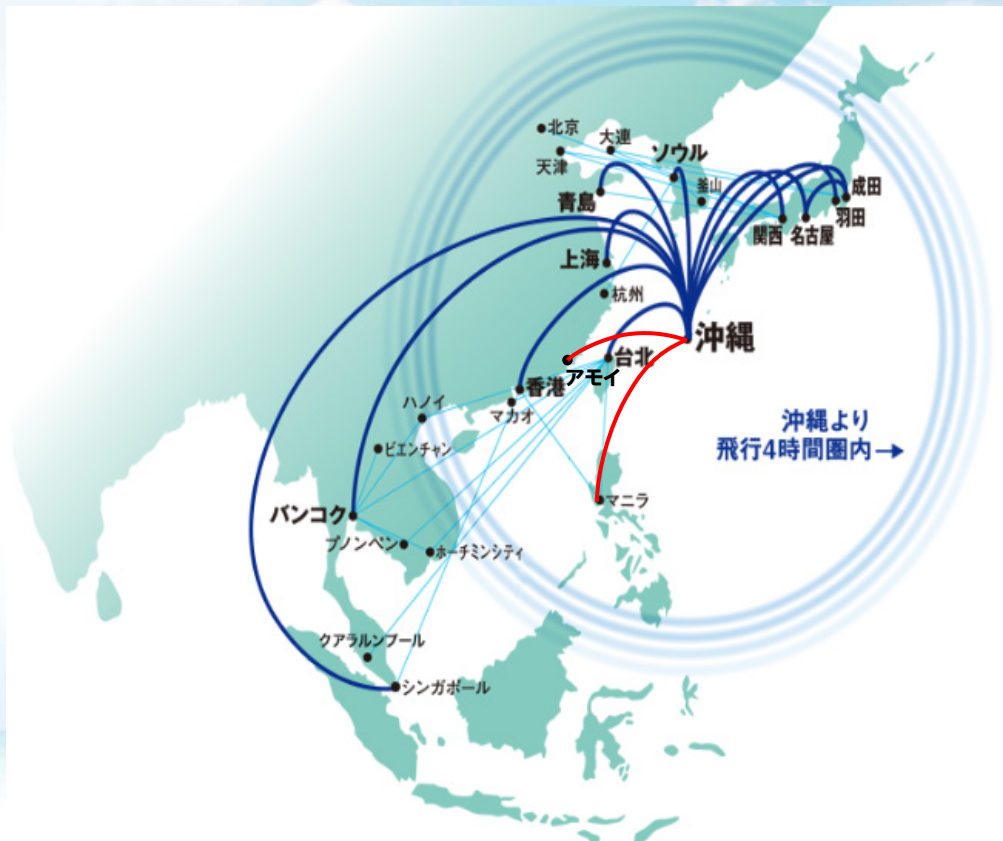 北京
大連
天津
ソウル
釜山
青島
成田
羽田
関西
名古屋
上海
杭州
沖縄
台北
アモイ
香港
マカオ
ハノイ
ビエンチャン
沖縄より
飛行4時間圏内→
マニラ
バンコク
プノンペン
ホーチミンシティ
クアラルンプール
シンガポール